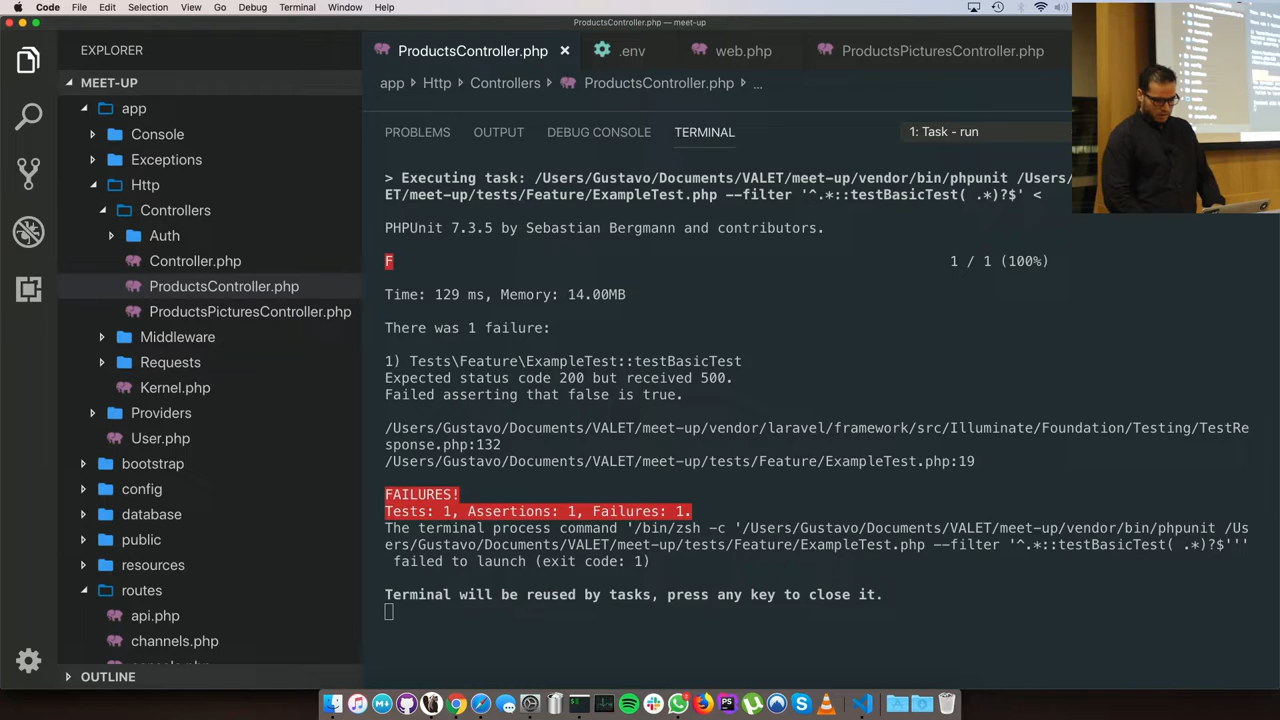 Code File Edit Selection View Go Debug Terminal Window Help
ProductsController.php — meet-up
EXPLORER
MEET-UP
app
Console
Exceptions
Http
Controllers
Auth
Controller.php
ProductsController.php
ProductsPicturesController.php
Middleware
Requests
Kernel.php
Providers
User.php
bootstrap
config
database
public
resources
routes
api.php
channels.php
OUTLINE
ProductsController.php .env web.php ProductsPicturesController.php
app Http Controllers ProductsController.php ...
PROBLEMS OUTPUT DEBUG CONSOLE TERMINAL 1: Task - run
> Executing task: /Users/Gustavo/Documents/VALET/meet-up/vendor/bin/phpunit /Users/
ET/meet-up/tests/Feature/ExampleTest.php --filter '^.*::testBasicTest( .*)?$' <
PHPUnit 7.3.5 by Sebastian Bergmann and contributors.
F 1 / 1 (100%)
Time: 129 ms, Memory: 14.00MB
There was 1 failure:
1) Tests\Feature\ExampleTest::testBasicTest
Expected status code 200 but received 500.
Failed asserting that false is true.
/Users/Gustavo/Documents/VALET/meet-up/vendor/laravel/framework/src/Illuminate/Foundation/Testing/TestRe
sponse.php:132
/Users/Gustavo/Documents/VALET/meet-up/tests/Feature/ExampleTest.php:19
FAILURES!
Tests: 1, Assertions: 1, Failures: 1.
The terminal process command '/bin/zsh -c '/Users/Gustavo/Documents/VALET/meet-up/vendor/bin/phpunit /Us
ers/Gustavo/Documents/VALET/meet-up/tests/Feature/ExampleTest.php --filter '^.*::testBasicTest( .*)?$'''
failed to launch (exit code: 1)
Terminal will be reused by tasks, press any key to close it.